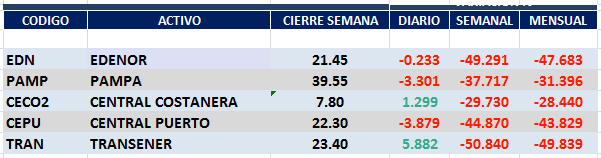 CODIGO ACTIVO CIERRE SEMANA DIARIO SEMANAL MENSUAL
EDN EDENOR 21.45 -0.233 -49.291 -47.683
PAMP PAMPA 39.55 -3.301 -37.717 -31.396
CECO2 CENTRAL COSTANERA 7.80 1.299 -29.730 -28.440
CEPU CENTRAL PUERTO 22.30 -3.879 -44.870 -43.829
TRAN TRANSENER 23.40 5.882 -50.840 -49.839